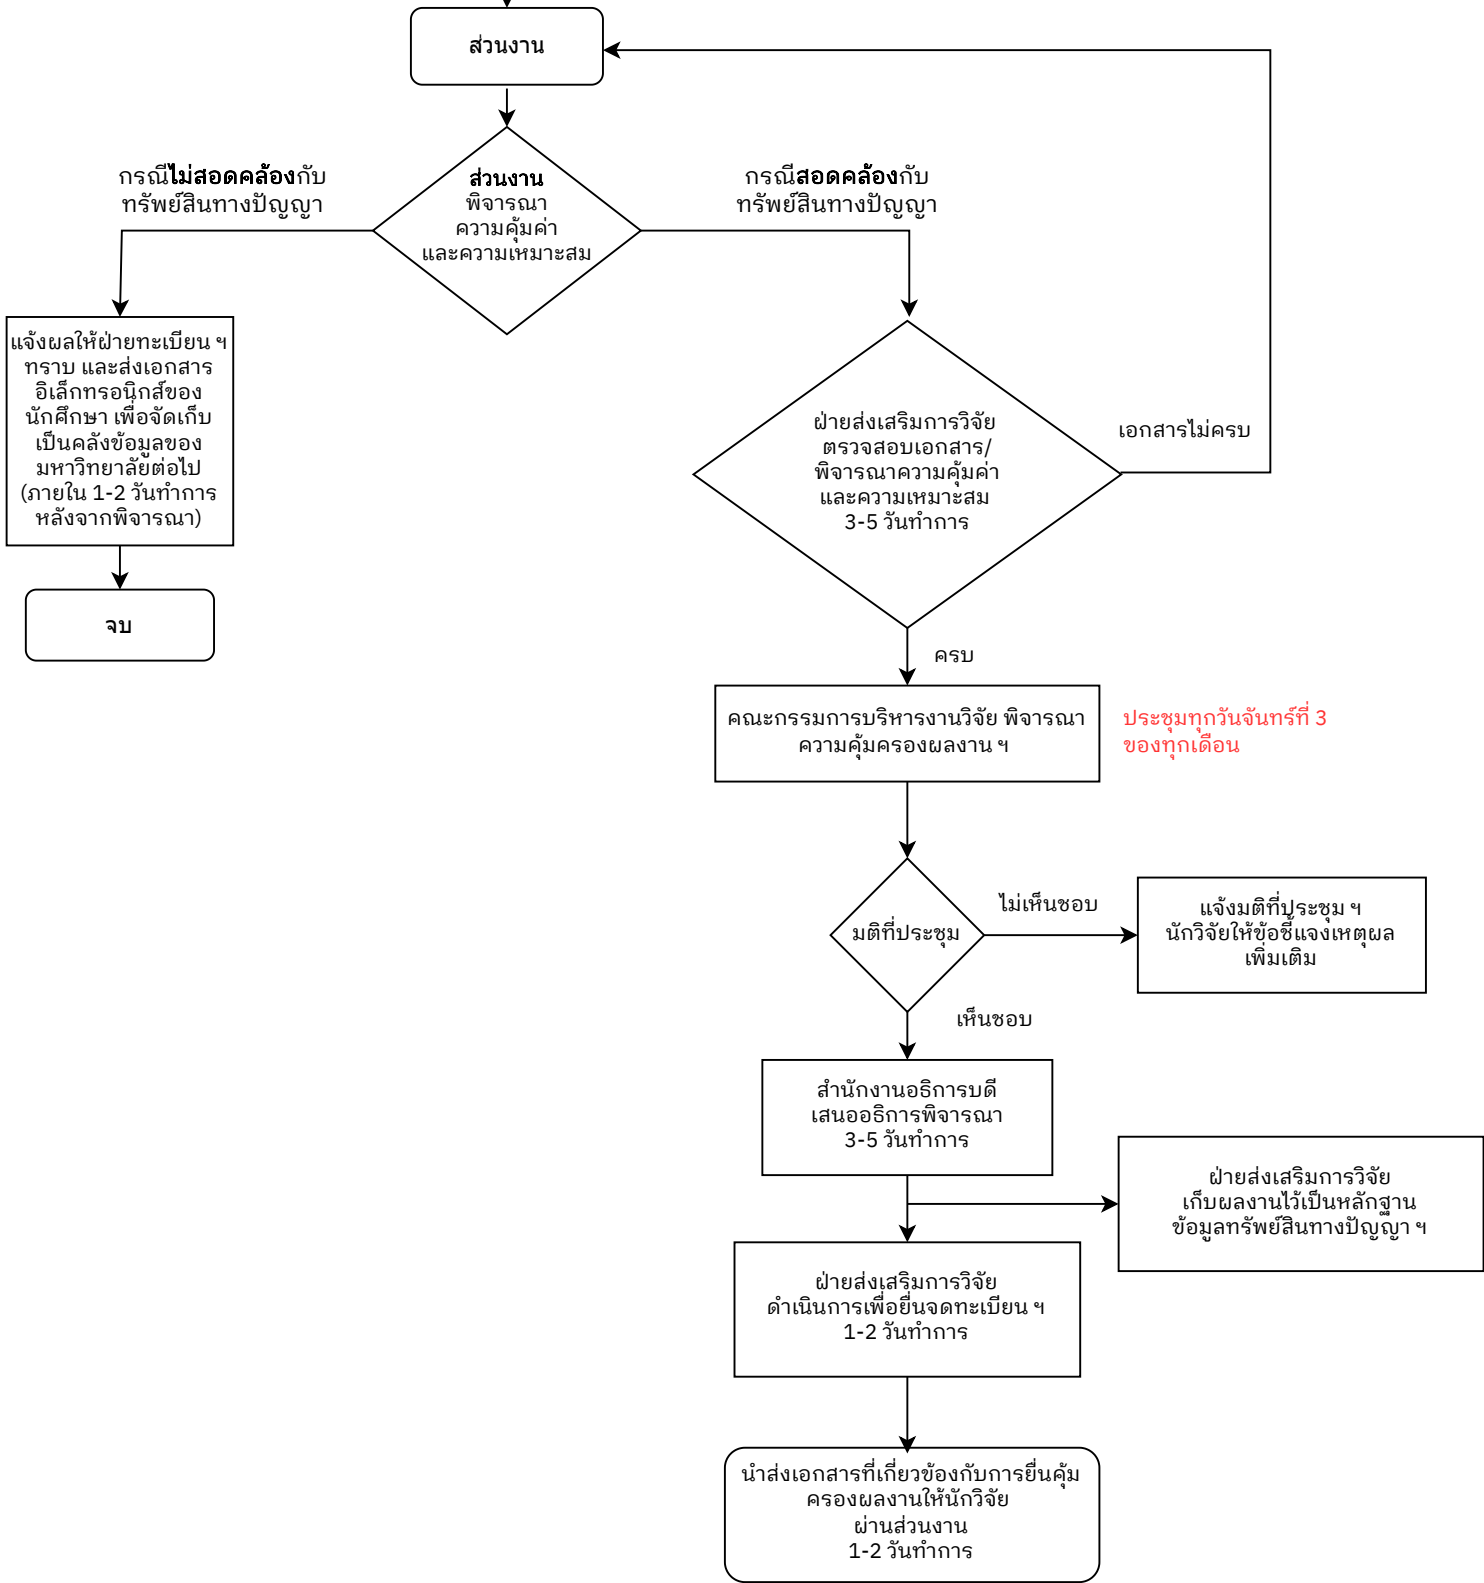 ส่วนงาน
กรณีไม่สอดคล้องกับ
ทรัพย์สินทางปัญญา
ส่วนงาน
พิจารณา
ความคุ้มค่า
และความเหมาะสม
กรณีสอดคล้องกับ
ทรัพย์สินทางปัญญา
แจ้งผลให้ฝ่ายทะเบียน ฯ
ทราบ และส่งเอกสาร
อิเล็กทรอนิกส์ของ
นักศึกษา เพื่อจัดเก็บ
เป็นคลังข้อมูลของ
มหาวิทยาลัยต่อไป
(ภายใน 1-2 วันทำการ
หลังจากพิจารณา)
จบ
ฝ่ายส่งเสริมการวิจัย
ตรวจสอบเอกสาร/
พิจารณาความคุ้มค่า
และความเหมาะสม
3-5 วันทำการ
เอกสารไม่ครบ
ครบ
คณะกรรมการบริหารงานวิจัย พิจารณา
ความคุ้มครองผลงาน ฯ
ประชุมทุกวันจันทร์ที่ 3
ของทุกเดือน
มติที่ประชุม
ไม่เห็นชอบ
แจ้งมติที่ประชุม ฯ
นักวิจัยให้ข้อชี้แจงเหตุผล
เพิ่มเติม
เห็นชอบ
สำนักงานอธิการบดี
เสนออธิการพิจารณา
3-5 วันทำการ
ฝ่ายส่งเสริมการวิจัย
เก็บผลงานไว้เป็นหลักฐาน
ข้อมูลทรัพย์สินทางปัญญา ฯ
ฝ่ายส่งเสริมการวิจัย
ดำเนินการเพื่อยื่นจดทะเบียน ฯ
1-2 วันทำการ
นำส่งเอกสารที่เกี่ยวข้องกับการยื่นคุ้ม
ครองผลงานให้นักวิจัย
ผ่านส่วนงาน
1-2 วันทำการ